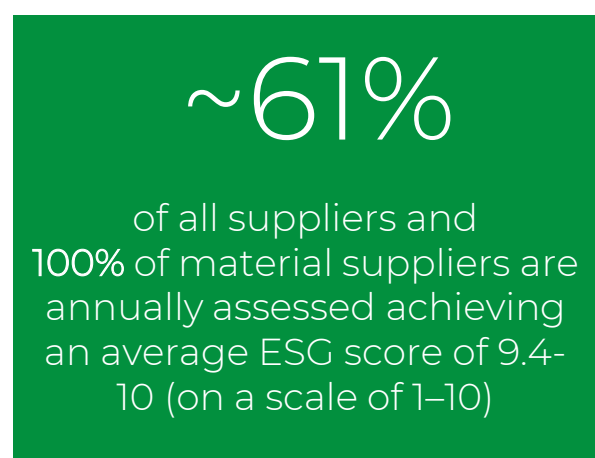 ~61%
of all suppliers and
100% of material suppliers are
annually assessed achieving
an average ESG score of 9.4-
10 (on a scale of 1–10)